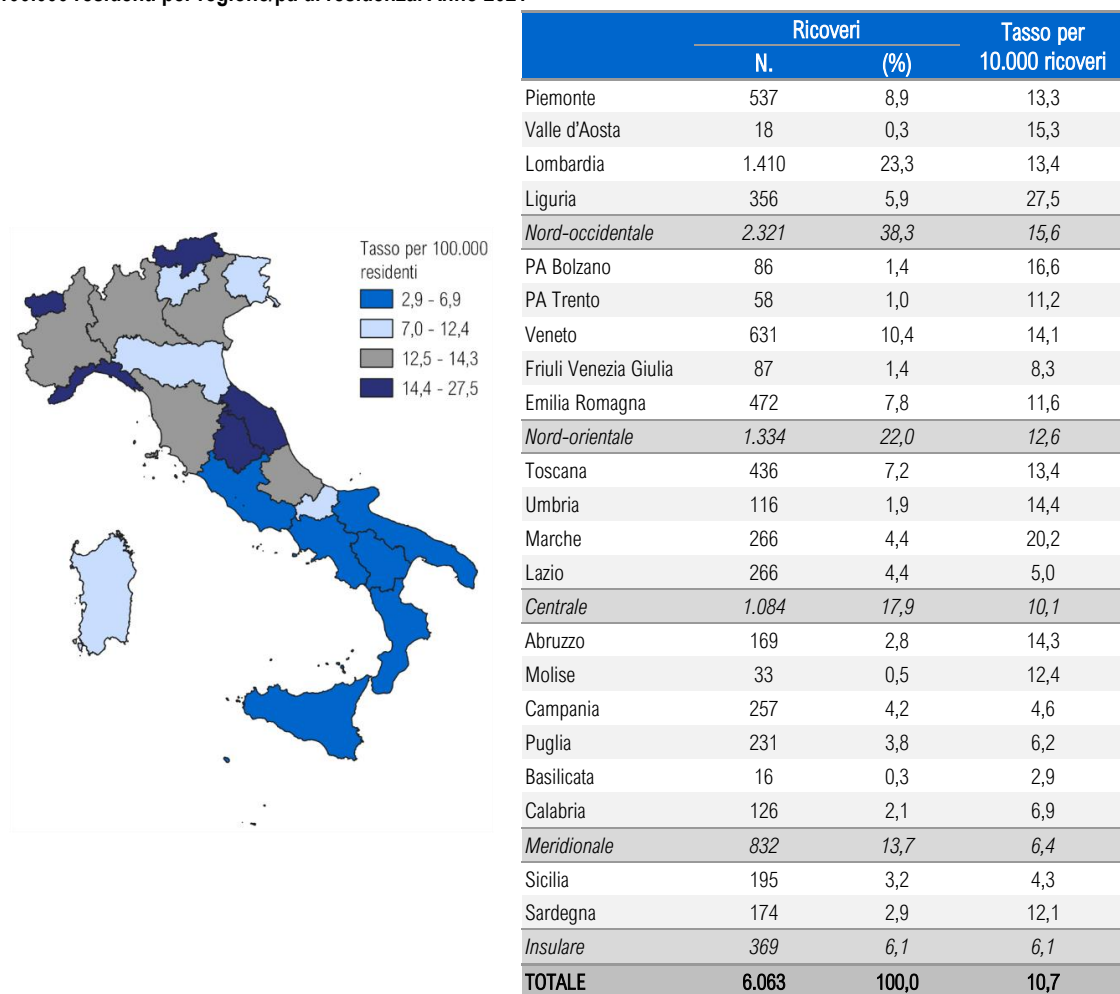 100.000 residenti per regione/pa di residenza. Anno 2021
Ricoveri Tasso per 10.000 ricoveri
N. (%)
Piemonte 537 8,9 13,3
Valle d'Aosta 18 0,3 15,3
Lombardia 1.410 23,3 13,4
Liguria 356 5,9 27,5
Nord-occidentale 2.321 38,3 15,6
PA Bolzano 86 1,4 16,6
PA Trento 58 1,0 11,2
Veneto 631 10,4 14,1
Friuli Venezia Giulia 87 1,4 8,3
Emilia Romagna 472 7,8 11,6
Nord-orientale 1.334 22,0 12,6
Toscana 436 7,2 13,4
Umbria 116 1,9 14,4
Marche 266 4,4 20,2
Lazio 266 4,4 5,0
Centrale 1.084 17,9 10,1
Abruzzo 169 2,8 14,3
Molise 33 0,5 12,4
Campania 257 4,2 4,6
Puglia 231 3,8 6,2
Basilicata 16 0,3 2,9
Calabria 126 2,1 6,9
Meridionale 832 13,7 6,4
Sicilia 195 3,2 4,3
Sardegna 174 2,9 12,1
Insulare 369 6,1 6,1
TOTALE 6.063 100,0 10,7
Tasso per 100.000
residenti
2,9 - 6,9
7,0 - 12,4
12,5 - 14,3
14,4 - 27,5